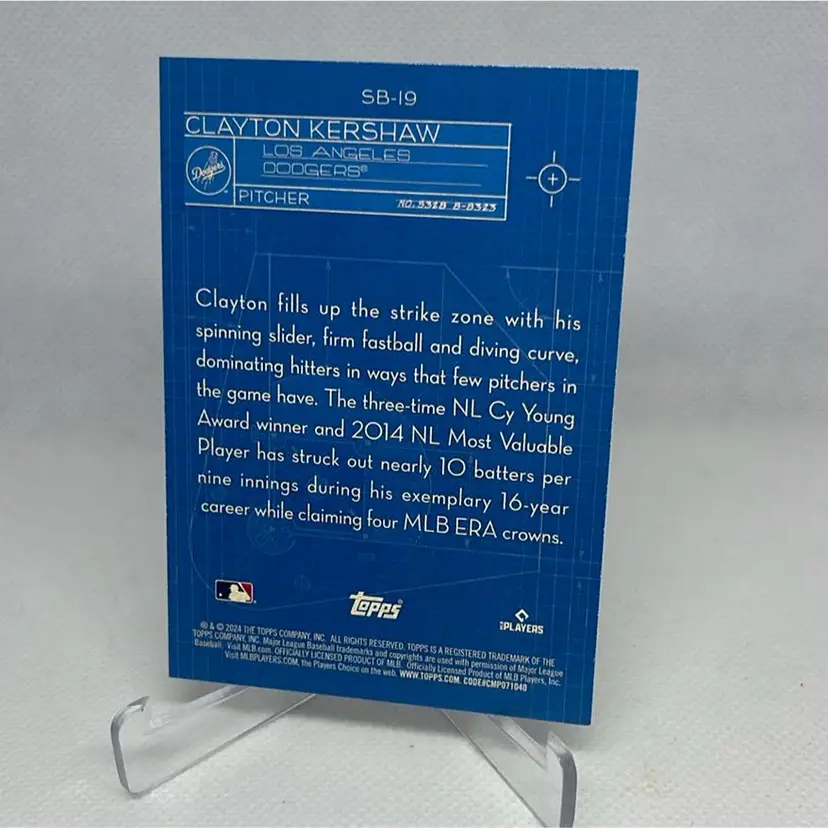 SB-19
CLAYTON KERSHAW
LOS ANGELES
DODGERS®
Dodgers
PITCHER
NO. 5328 8-8323
Clayton fills up the strike zone with his
spinning slider, firm fastball and diving curve,
dominating hitters in ways that few pitchers in
the game have. The three-time NL Cy Young
Award winner and 2014 NL Most Valuable
Player has struck out nearly 10 batters per
nine innings during his exemplary 16-year
career while claiming four MLB ERA crowns.
Topps®
PLAYERS
® & © 2024 THE TOPPS COMPANY, INC. ALL RIGHTS RESERVED. TOPPS IS A REGISTERED TRADEMARK OF THE
TOPPS COMPANY, INC. Major League Baseball trademarks and copyrights are used with permission of Major League
Baseball. Visit MLB.com. OFFICIALLY LICENSED PRODUCT OF MLB. Officially Licensed Product of MLB Players, Inc.
Visit MLBPLAYERS.COM, the Players Choice on the web. WWW.TOPPS.COM. CODE#CMP071040